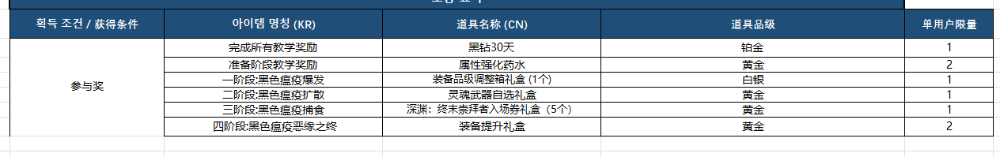 획득 조건 / 获得条件 아이템 명칭 (KR) 道具名称 (CN) 道具品级 单用户限量
参与奖
完成所有教学奖励 黑钻30天 铂金 1
准备阶段教学奖励 属性强化药水 黄金 2
一阶段:黑色瘟疫爆发 装备品级调整箱礼盒 (1个) 白银 1
二阶段:黑色瘟疫扩散 灵魂武器自选礼盒 黄金 1
三阶段:黑色瘟疫捕食 深渊：终末崇拜者入场券礼盒（5个） 黄金 1
四阶段:黑色瘟疫恶缘之终 装备提升礼盒 黄金 2